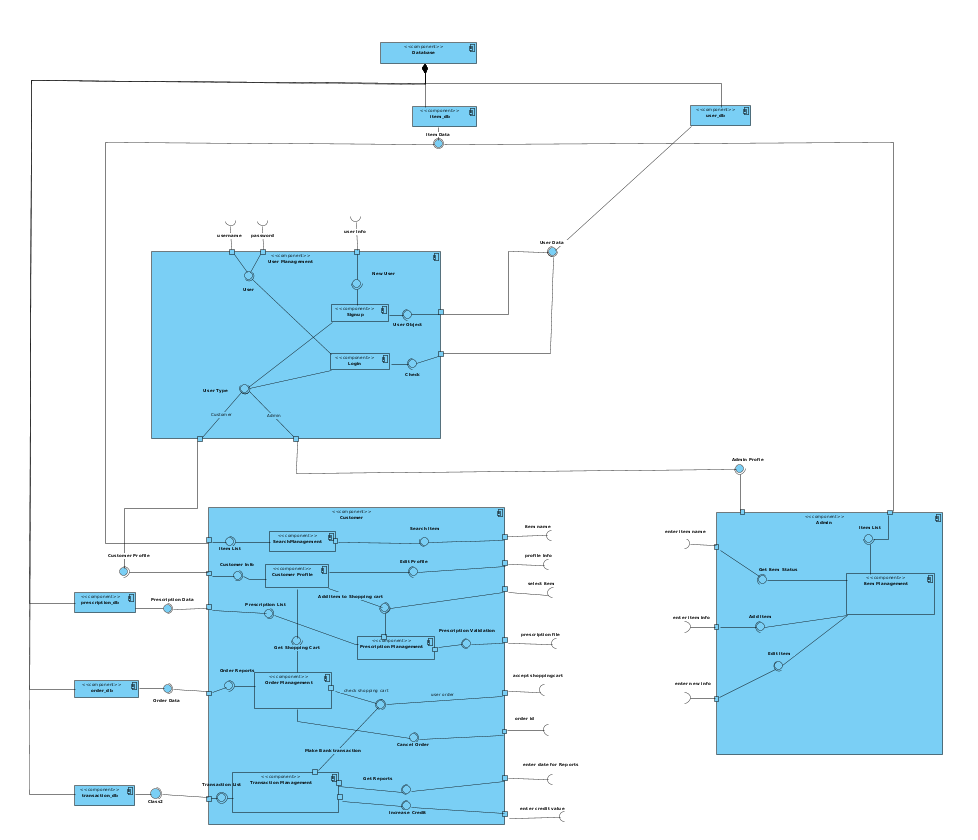 <<component>>
Database
<<component>>
item_db
<<component>>
user_db
Item Data
username
password
user info
User Data
<<component>>
User Management
User
New User
<<component>>
Signup
User Object
<<component>>
Login
Check
User Type
Customer
Admin
Admin Profile
<<component>>
Customer
<<component>>
Admin
Item name
Search Item
<<component>>
SearchManagement
Item List
enter item name
Item List
Customer Profile
Customer Info
<<component>>
Customer Profile
Edit Profile
profile info
Get Item Status
<<component>>
Item Management
select item
<<component>>
prescription_db
Prescription Data
Prescription List
Add Item to Shopping cart
enter item info
Add Item
Get Shopping Cart
<<component>>
Prescription Management
Prescription Validation
prescription file
Edit Item
Order Reports
<<component>>
Order Management
accept shoppingcart
enter new info
<<component>>
order_db
Order Data
check shopping cart
user order
order id
Cancel Order
Make Bank transaction
enter date for Reports
<<component>>
transaction_db
Class2
Transaction List
<<component>>
Transaction Management
Get Reports
Increase Credit
enter credit value